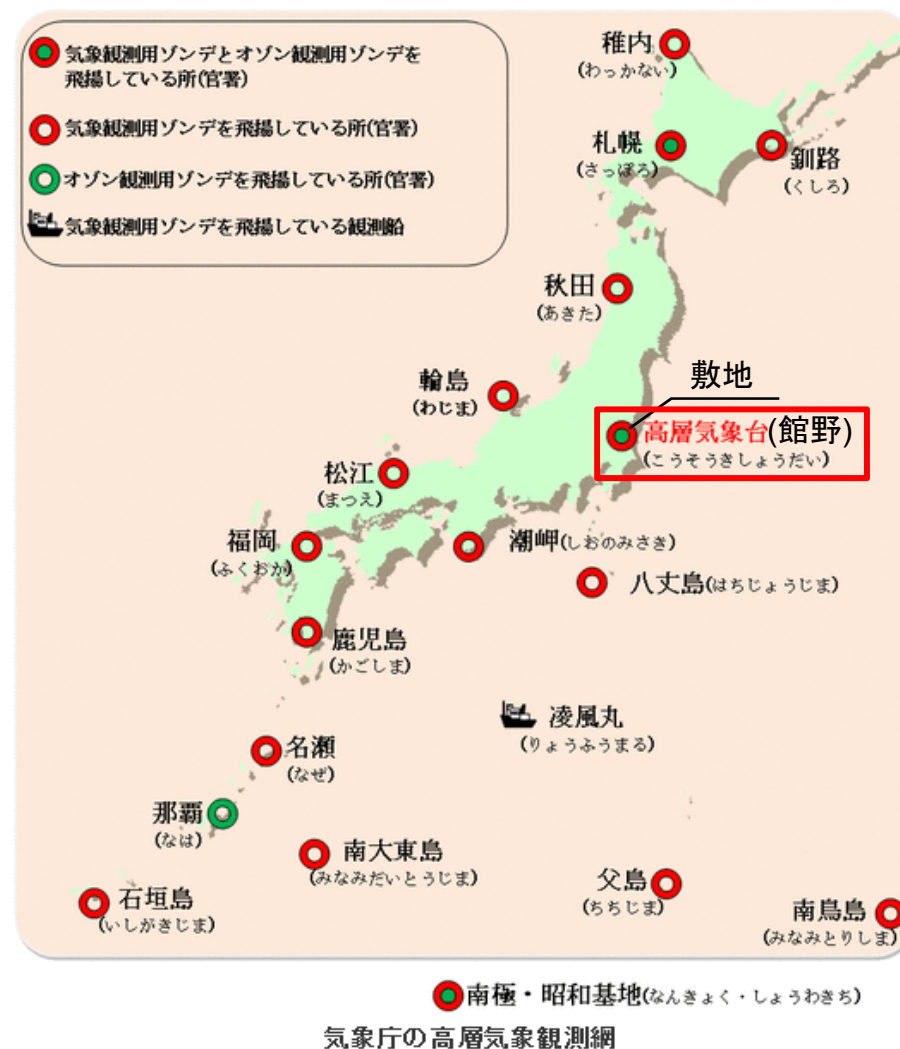 気象観測用ゾンデとオゾン観測用ゾンデを
飛揚している所(官署)
気象観測用ゾンデを飛揚している所(官署)
オゾン観測用ゾンデを飛揚している所(官署)
気象観測用ゾンデを飛揚している観測船
稚内
(わっかない)
札幌
(さっぽろ)
釧路
(くしろ)
秋田
(あきた)
敷地
輪島
(わじま)
高層気象台(館野)
(こうそうきしょうだい)
松江
(まつえ)
福岡
(ふくおか)
潮岬(しおのみさき)
八丈島(はちじょうじま)
鹿児島
(かごしま)
凌風丸
(りょうふうまる)
名瀬
(なぜ)
那覇
(なは)
南大東島
(みなみだいとうじま)
父島
(ちちじま)
石垣島
(いしがきじま)
南鳥島
(みなみとりしま)
南極・昭和基地(なんきょく・しょうわきち)
気象庁の高層気象観測網